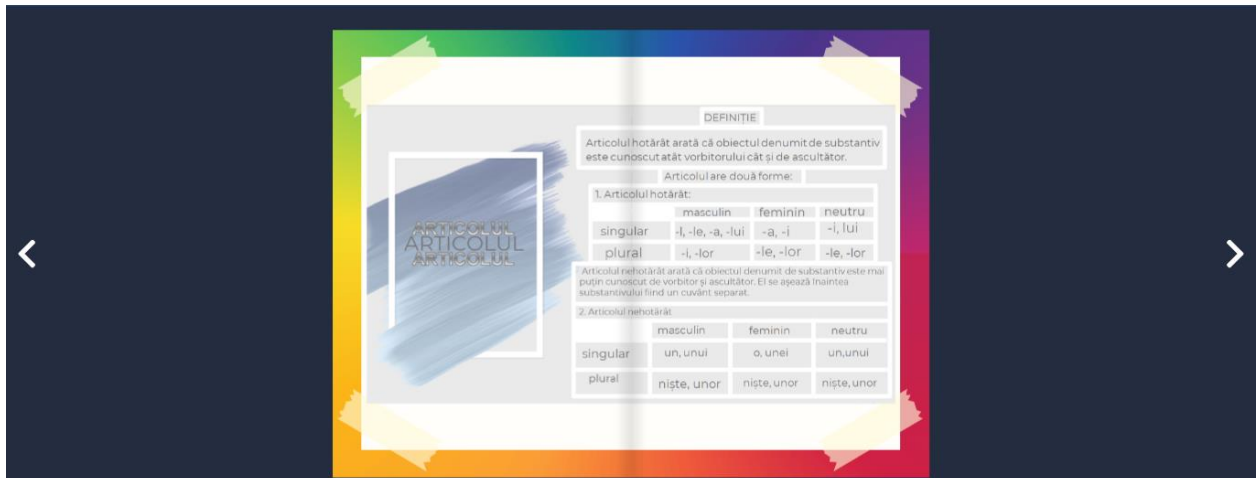 ARTICOLUL
ARTICOLUL
ARTICOLUL
DEFINIȚIE
Articolul hotărât arată că obiectul denumit de substantiv
este cunoscut atât vorbitorului cât și de ascultător.
Articolul are două forme:
1. Articolul hotărât:
masculin feminin neutru
singular -l, -le, -a, -lui -a, -i -i, lui
plural -i, -lor -le, -lor -le, -lor
Articolul nehotărât arată că obiectul denumit de substantiv este mai
puțin cunoscut de vorbitor și ascultător. El se așează înaintea
substantivului fiind un cuvânt separat.
2. Articolul nehotărât
masculin feminin neutru
singular un, unui o, unei un,unui
plural niște, unor niște, unor niște, unor